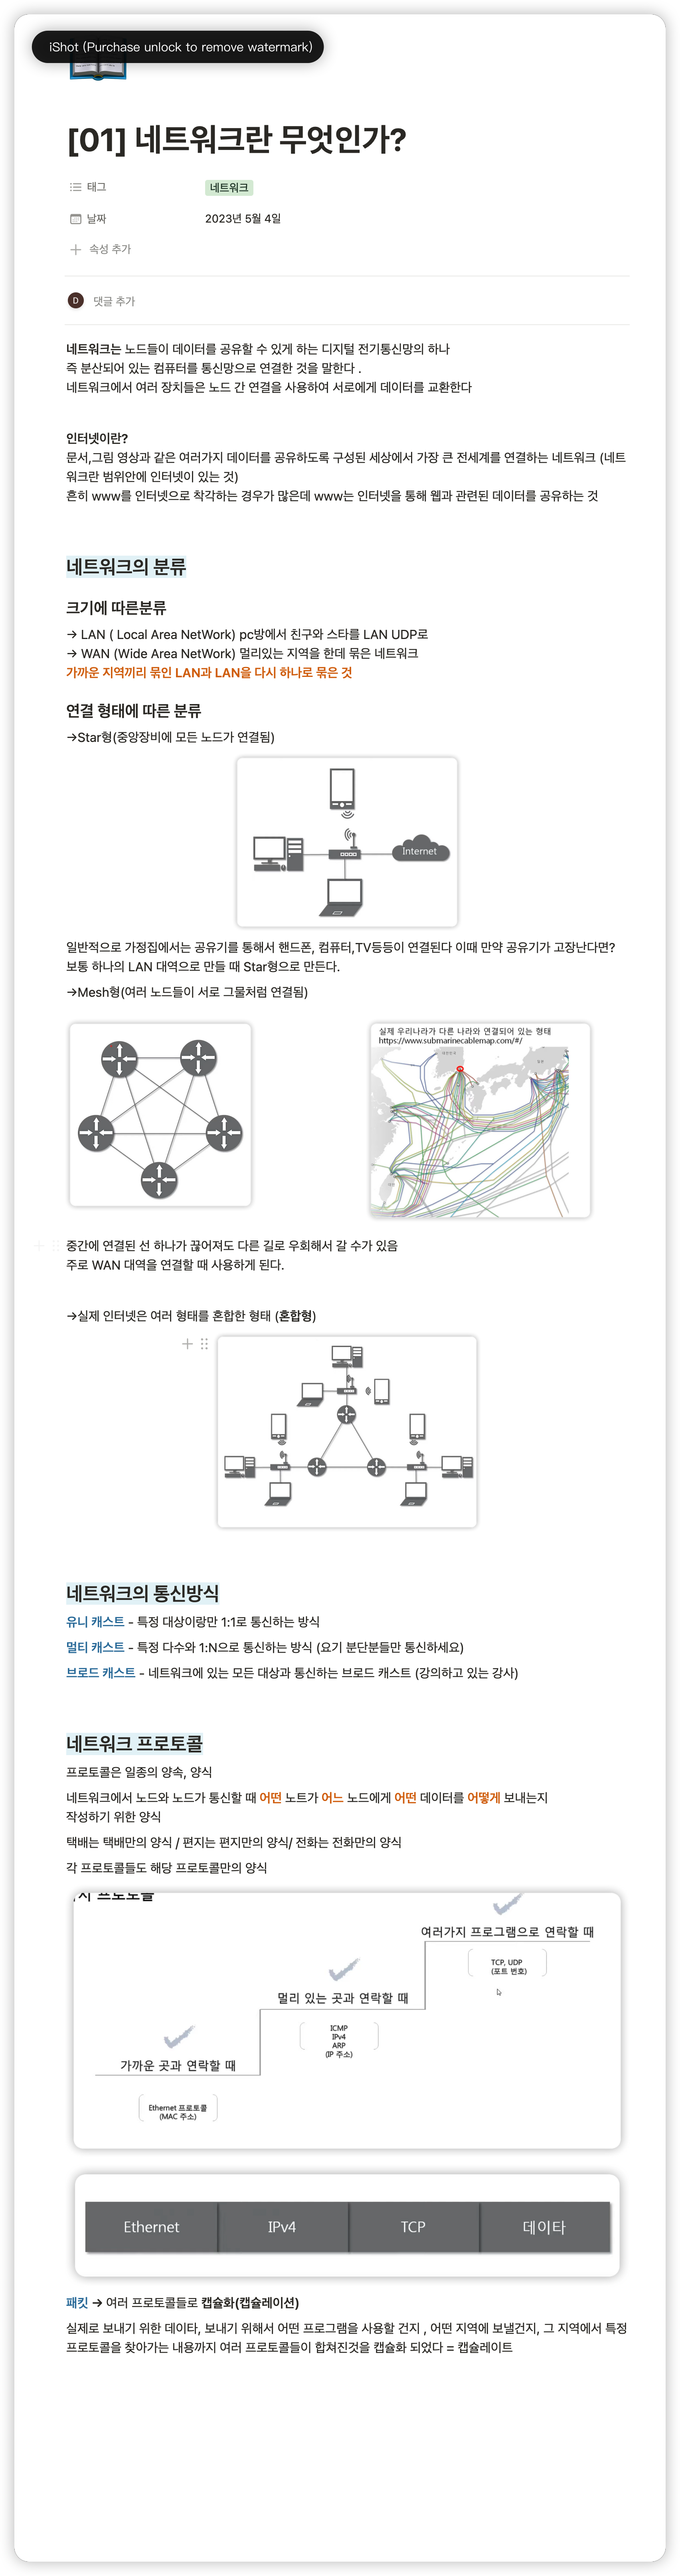 iShot (Purchase unlock to remove watermark)
[01] 네트워크란 무엇인가?
태그
네트워크
날짜
2023년 5월 4일
속성 추가
D
댓글 추가
네트워크는 노드들이 데이터를 공유할 수 있게 하는 디지털 전기통신망의 하나
즉 분산되어 있는 컴퓨터를 통신망으로 연결한 것을 말한다 .
네트워크에서 여러 장치들은 노드 간 연결을 사용하여 서로에게 데이터를 교환한다
인터넷이란?
문서,그림 영상과 같은 여러가지 데이터를 공유하도록 구성된 세상에서 가장 큰 전세계를 연결하는 네트워크 (네트
워크란 범위안에 인터넷이 있는 것)
흔히 www를 인터넷으로 착각하는 경우가 많은데 www는 인터넷을 통해 웹과 관련된 데이터를 공유하는 것
네트워크의 분류
크기에 따른분류
→ LAN ( Local Area NetWork) pc방에서 친구와 스타를 LAN UDP로
→ WAN (Wide Area NetWork) 멀리있는 지역을 한데 묶은 네트워크
가까운 지역끼리 묶인 LAN과 LAN을 다시 하나로 묶은 것
연결 형태에 따른 분류
→Star형(중앙장비에 모든 노드가 연결됨)
Internet
일반적으로 가정집에서는 공유기를 통해서 핸드폰, 컴퓨터,TV등등이 연결된다 이때 만약 공유기가 고장난다면?
보통 하나의 LAN 대역으로 만들 때 Star형으로 만든다.
→Mesh형(여러 노드들이 서로 그물처럼 연결됨)
실제 우리나라가 다른 나라와 연결되어 있는 형태
https://www.submarinecablemap.com/#/
중간에 연결된 선 하나가 끊어져도 다른 길로 우회해서 갈 수가 있음
주로 WAN 대역을 연결할 때 사용하게 된다.
→실제 인터넷은 여러 형태를 혼합한 형태 (혼합형)
네트워크의 통신방식
유니 캐스트 - 특정 대상이랑만 1:1로 통신하는 방식
멀티 캐스트 - 특정 다수와 1:N으로 통신하는 방식 (요기 분단분들만 통신하세요)
브로드 캐스트 - 네트워크에 있는 모든 대상과 통신하는 브로드 캐스트 (강의하고 있는 강사)
네트워크 프로토콜
프로토콜은 일종의 양속, 양식
네트워크에서 노드와 노드가 통신할 때 어떤 노트가 어느 노드에게 어떤 데이터를 어떻게 보내는지
작성하기 위한 양식
택배는 택배만의 양식 / 편지는 편지만의 양식/ 전화는 전화만의 양식
각 프로토콜들도 해당 프로토콜만의 양식
지 프로토콜
여러가지 프로그램으로 연락할 때
TCP, UDP
(포트 번호)
멀리 있는 곳과 연락할 때
ICMP
IPv4
ARP
(IP 주소)
가까운 곳과 연락할 때
Ethernet 프로토콜
(MAC 주소)
Ethernet
IPv4
TCP
데이타
패킷 → 여러 프로토콜들로 캡슐화(캡슐레이션)
실제로 보내기 위한 데이타, 보내기 위해서 어떤 프로그램을 사용할 건지 , 어떤 지역에 보낼건지, 그 지역에서 특정
프로토콜을 찾아가는 내용까지 여러 프로토콜들이 합쳐진것을 캡슐화 되었다 = 캡슐레이트